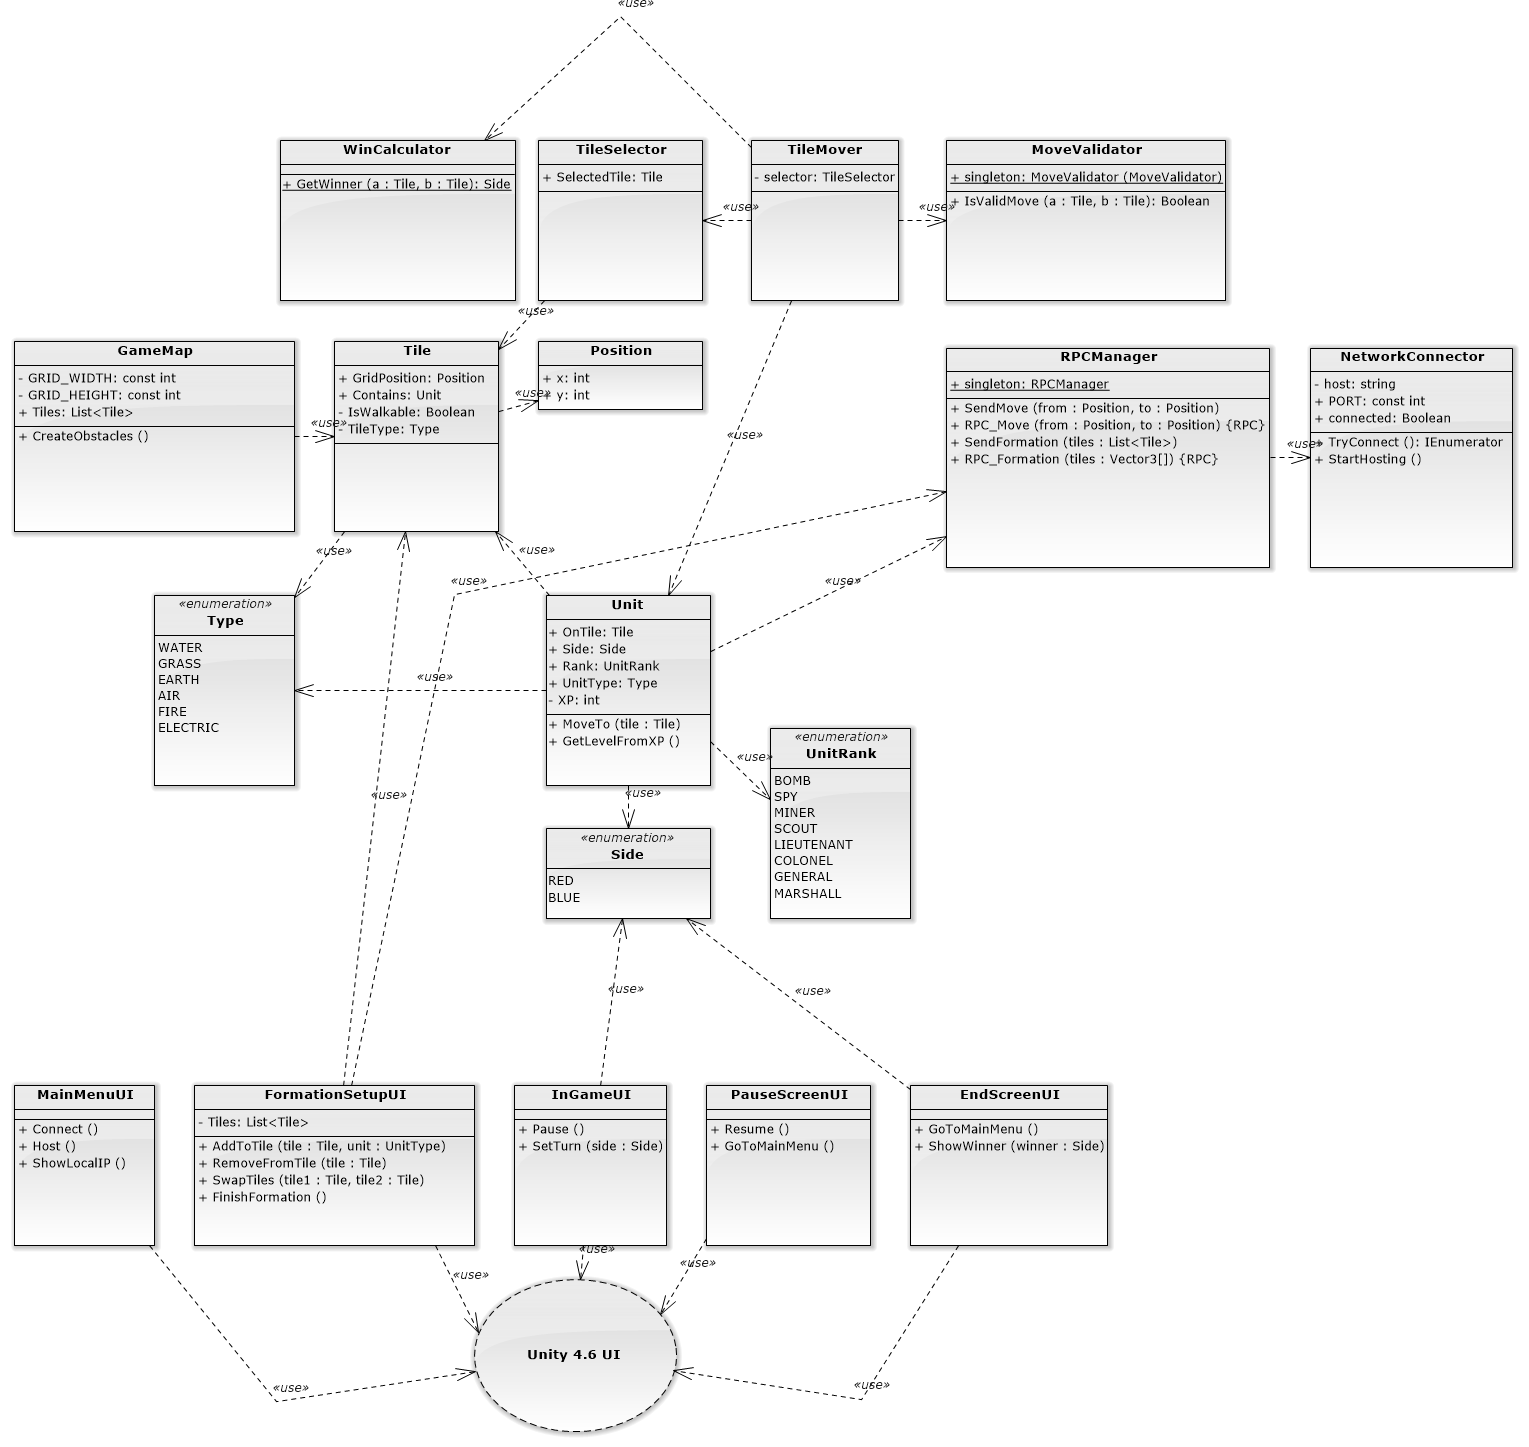 «use»
WinCalculator
+ GetWinner (a : Tile, b : Tile): Side
TileSelector
+ SelectedTile: Tile
TileMover
- selector: TileSelector
MoveValidator
+ singleton: MoveValidator (MoveValidator)
+ IsValidMove (a : Tile, b : Tile): Boolean
«use»
«use»
«use»
GameMap
- GRID_WIDTH: const int
- GRID_HEIGHT: const int
+ Tiles: List<Tile>
+ CreateObstacles ()
«use»
Tile
+ GridPosition: Position
+ Contains: Unit
- IsWalkable: Boolean
- TileType: Type
«use»
Position
+ x: int
+ y: int
«use»
RPCManager
+ singleton: RPCManager
+ SendMove (from : Position, to : Position)
+ RPC_Move (from : Position, to : Position) {RPC}
+ SendFormation (tiles : List<Tile>)
+ RPC_Formation (tiles : Vector3[]) {RPC}
«use»
NetworkConnector
- host: string
+ PORT: const int
+ connected: Boolean
+ TryConnect (): IEnumerator
+ StartHosting ()
«use»
«use»
«use»
«use»
«enumeration»
Type
WATER
GRASS
EARTH
AIR
FIRE
ELECTRIC
«use»
Unit
+ OnTile: Tile
+ Side: Side
+ Rank: UnitRank
+ UnitType: Type
- XP: int
+ MoveTo (tile : Tile)
+ GetLevelFromXP ()
«use»
«enumeration»
UnitRank
BOMB
SPY
MINER
SCOUT
LIEUTENANT
COLONEL
GENERAL
MARSHALL
«use»
«use»
«enumeration»
Side
RED
BLUE
«use»
«use»
MainMenuUI
+ Connect ()
+ Host ()
+ ShowLocalIP ()
FormationSetupUI
- Tiles: List<Tile>
+ AddToTile (tile : Tile, unit : UnitType)
+ RemoveFromTile (tile : Tile)
+ SwapTiles (tile1 : Tile, tile2 : Tile)
+ FinishFormation ()
InGameUI
+ Pause ()
+ SetTurn (side : Side)
PauseScreenUI
+ Resume ()
+ GoToMainMenu ()
EndScreenUI
+ GoToMainMenu ()
+ ShowWinner (winner : Side)
«use»
«use»
«use»
Unity 4.6 UI
«use»
«use»